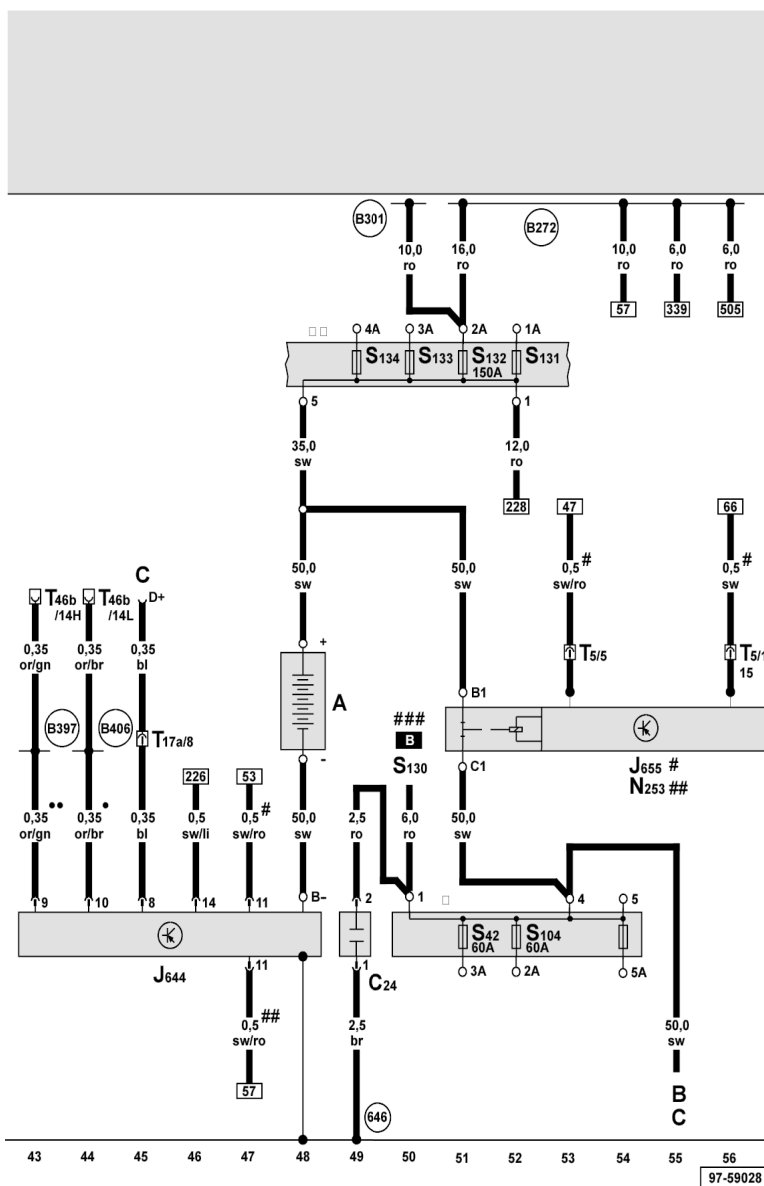 B301
B272
10,0
ro
16,0
ro
10,0
ro
6,0
ro
6,0
ro
57
339
505
4A
3A
2A
1A
S134
S133
S132
150A
S131
5
1
35,0
sw
12,0
ro
228
47
66
50,0
sw
50,0
sw
0,5 #
sw/ro
0,5 #
sw
C
D+
T46b
/14H
T46b
/14L
0,35
or/gn
0,35
or/br
0,35
bl
+
A
-
T5/5
T5/1
15
B1
B397
B406
T17a/8
###
B
S130
C1
J655 #
N253 ##
226
53
0,35
or/gn
0,35
or/br
0,35
bl
0,5
sw/li
0,5 #
sw/ro
50,0
sw
2,5
ro
6,0
ro
50,0
sw
9
10
8
14
11
B-
2
1
4
5
S42
60A
S104
60A
J644
11
1
C24
3A
2A
5A
0,5 ##
sw/ro
57
2,5
br
50,0
sw
B
C
646
43 44 45 46 47 48 49 50 51 52 53 54 55 56
97-59028